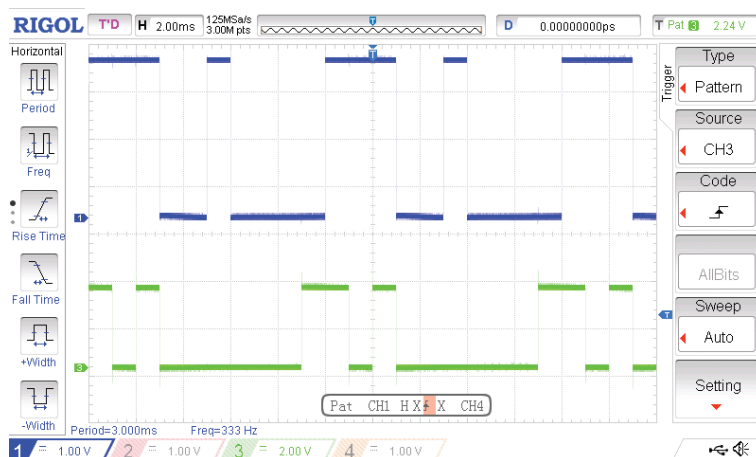 RIGOL T'D H 2.00ms 125MSa/s 3.00M pts D 0.00000000ps T Pat 3 2.24 V
Horizontal
Period
Freq
Rise Time
Fall Time
+Width
-Width
T
1
3
T
Pat CH1 H X X CH4
Period=3.000ms Freq=333 Hz
Trigger
Type
Pattern
Source
CH3
Code
AllBits
Sweep
Auto
Setting
1 = 1.00 V 2 = 1.00 V 3 = 2.00 V 4 = 1.00 V